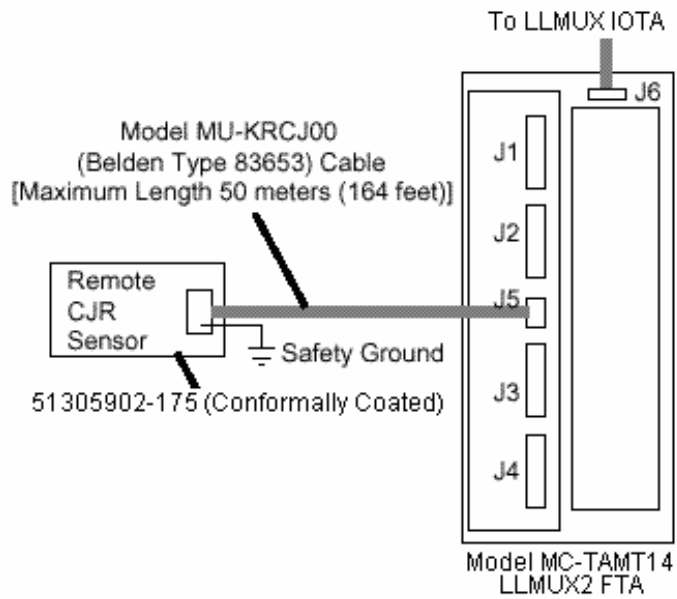 To LLMUX IOTA
J6
Model MU-KRCJ00
(Belden Type 83653) Cable
[Maximum Length 50 meters (164 feet)]
J1
J2
J5
Remote
CJR
Sensor
Safety Ground
51305902-175 (Conformally Coated)
J3
J4
Model MC-TAMT14
LLMUX2 FTA